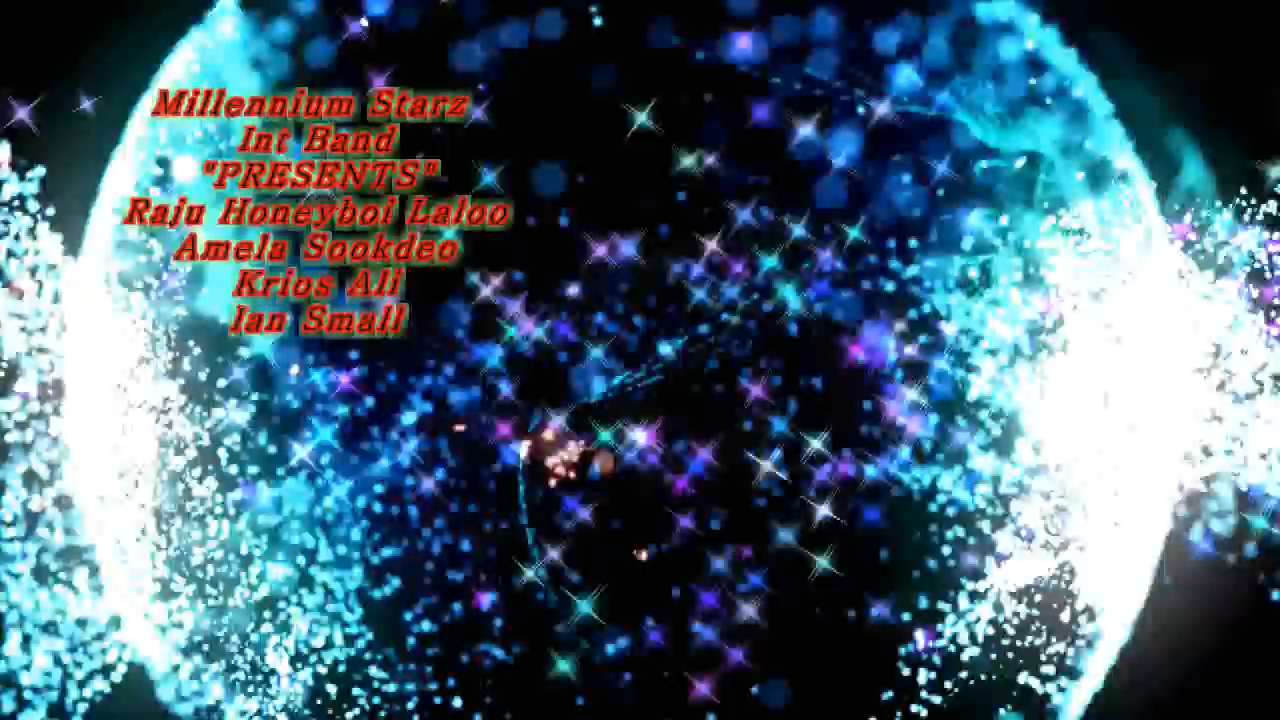 Millennium Starz
Int Band
"PRESENTS"
Raju Honeyboi Laloo
Amela Sookdeo
Krios Ali
Ian Small